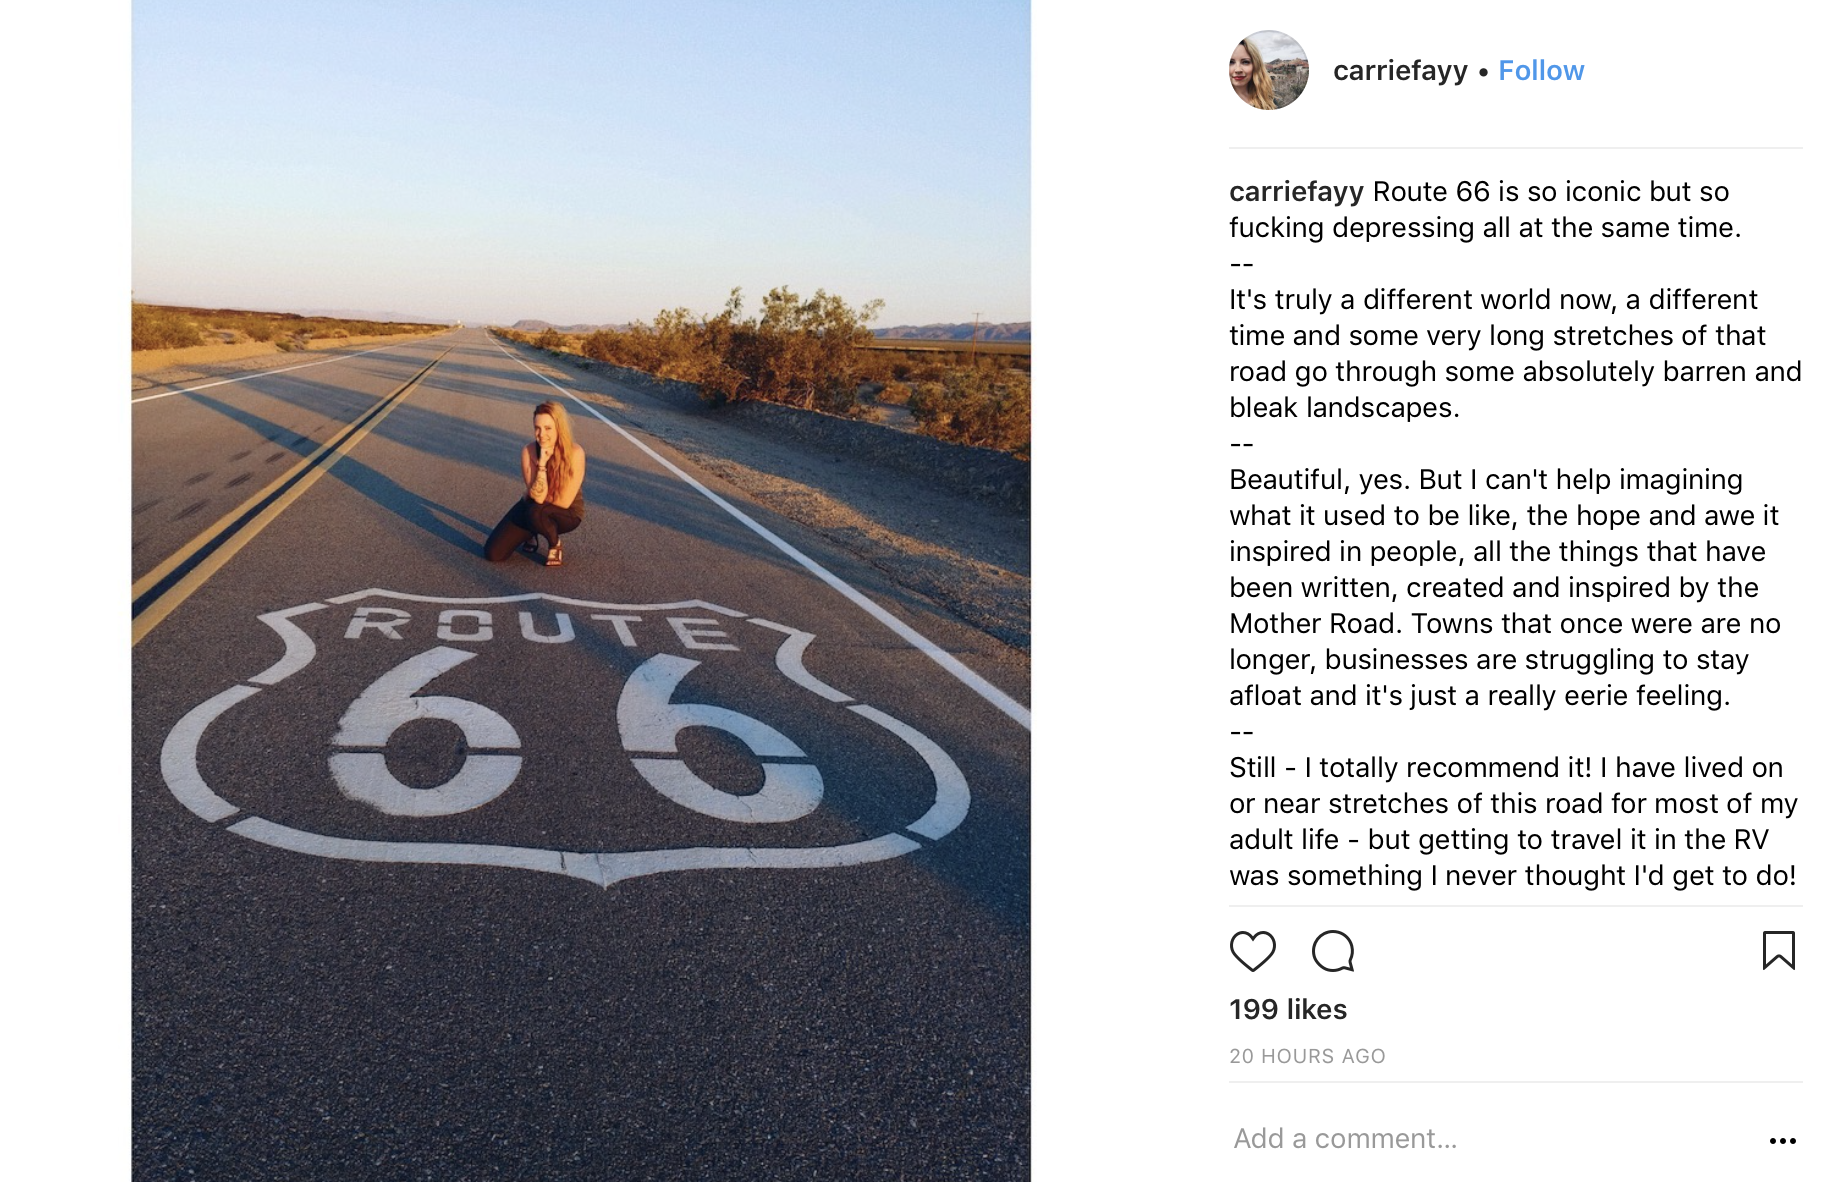 ROUTE
66
carriefayy • Follow
carriefayy Route 66 is so iconic but so
fucking depressing all at the same time.
--
It's truly a different world now, a different
time and some very long stretches of that
road go through some absolutely barren and
bleak landscapes.
--
Beautiful, yes. But I can't help imagining
what it used to be like, the hope and awe it
inspired in people, all the things that have
been written, created and inspired by the
Mother Road. Towns that once were are no
longer, businesses are struggling to stay
afloat and it's just a really eerie feeling.
--
Still - I totally recommend it! I have lived on
or near stretches of this road for most of my
adult life - but getting to travel it in the RV
was something I never thought I'd get to do!
199 likes
20 HOURS AGO
Add a comment...